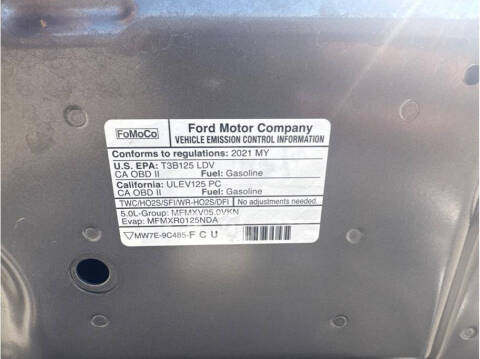 FoMoCo
Ford Motor Company
VEHICLE EMISSION CONTROL INFORMATION
Conforms to regulations: 2021 MY
U.S. EPA: T3B125 LDV
CA OBD II Fuel: Gasoline
California: ULEV125 PC
CA OBD II Fuel: Gasoline
TWC/HO2S/SFI/WR-HO2S/DFI No adjustments needed.
5.0L-Group: MFMXV05.0VKN
Evap: MFMXR0125NDA
MW7E-9C485-F C U